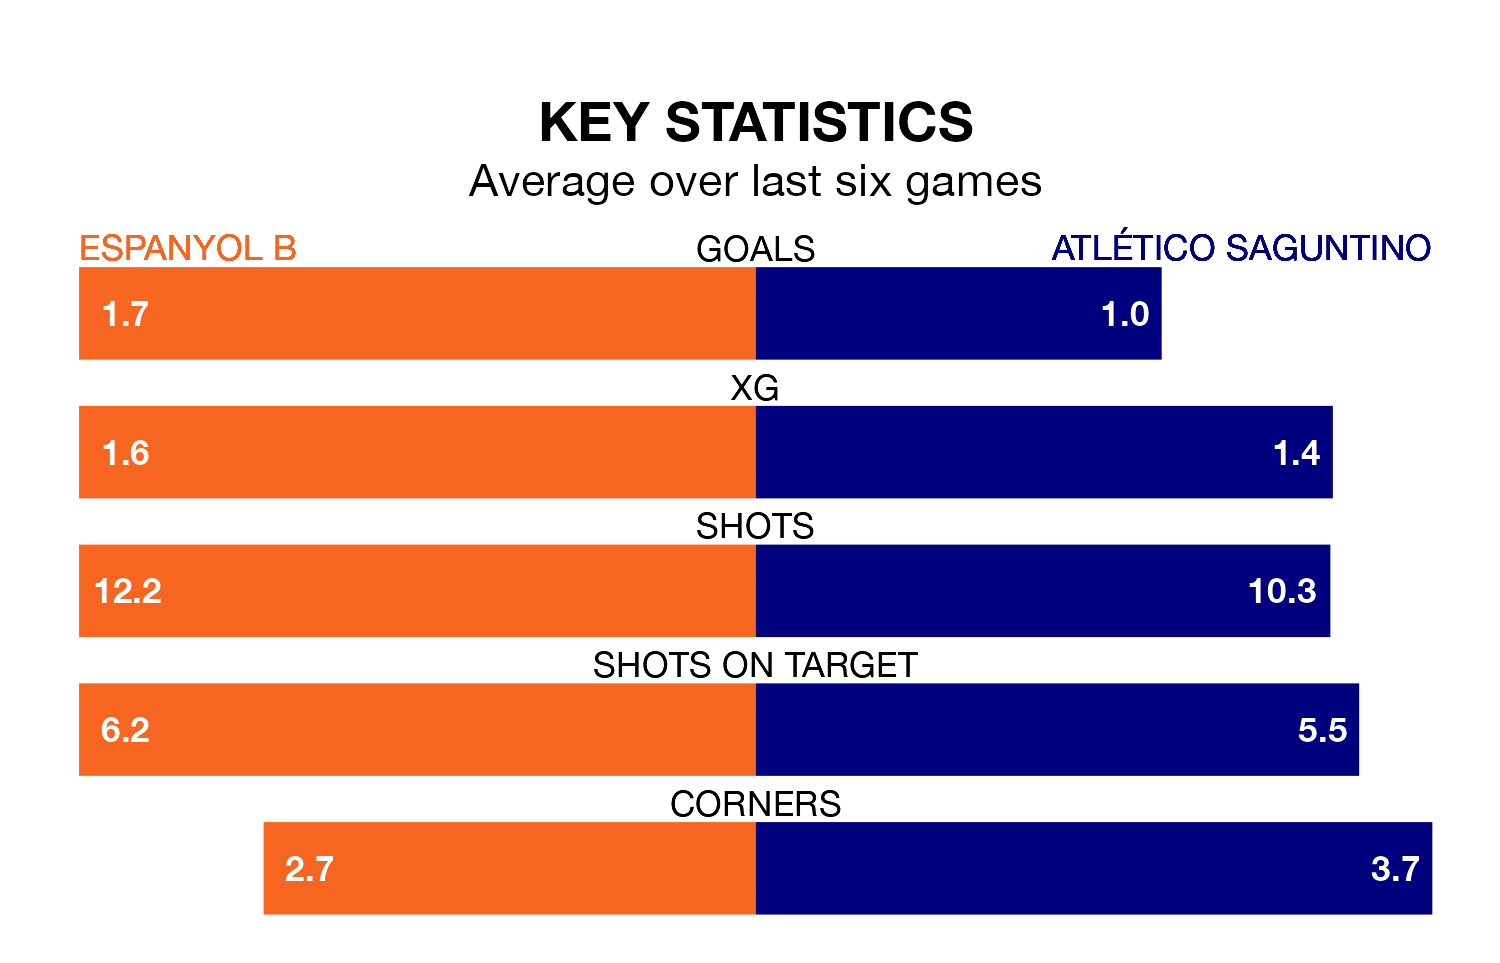 KEY STATISTICS
Average over last six games
ESPANYOL B GOALS ATLÉTICO SAGUNTINO
1.7 1.0
XG
1.6 1.4
SHOTS
12.2 10.3
SHOTS ON TARGET
6.2 5.5
CORNERS
2.7 3.7